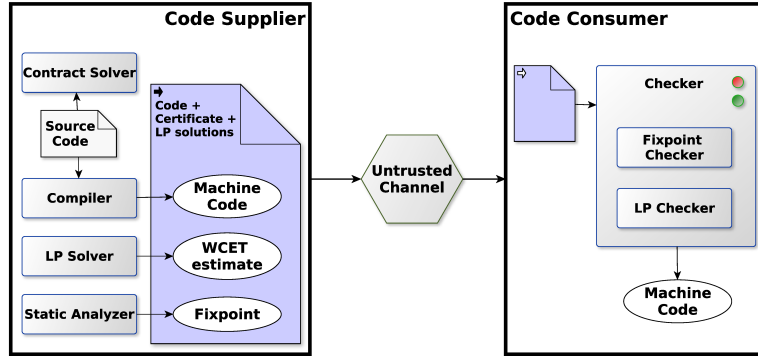 Code Supplier
Contract Solver
Source
Code
Compiler
LP Solver
Static Analyzer
Code +
Certificate +
LP solutions
Machine
Code
WCET
estimate
Fixpoint
Untrusted
Channel
Code Consumer
Checker
Fixpoint
Checker
LP Checker
Machine
Code